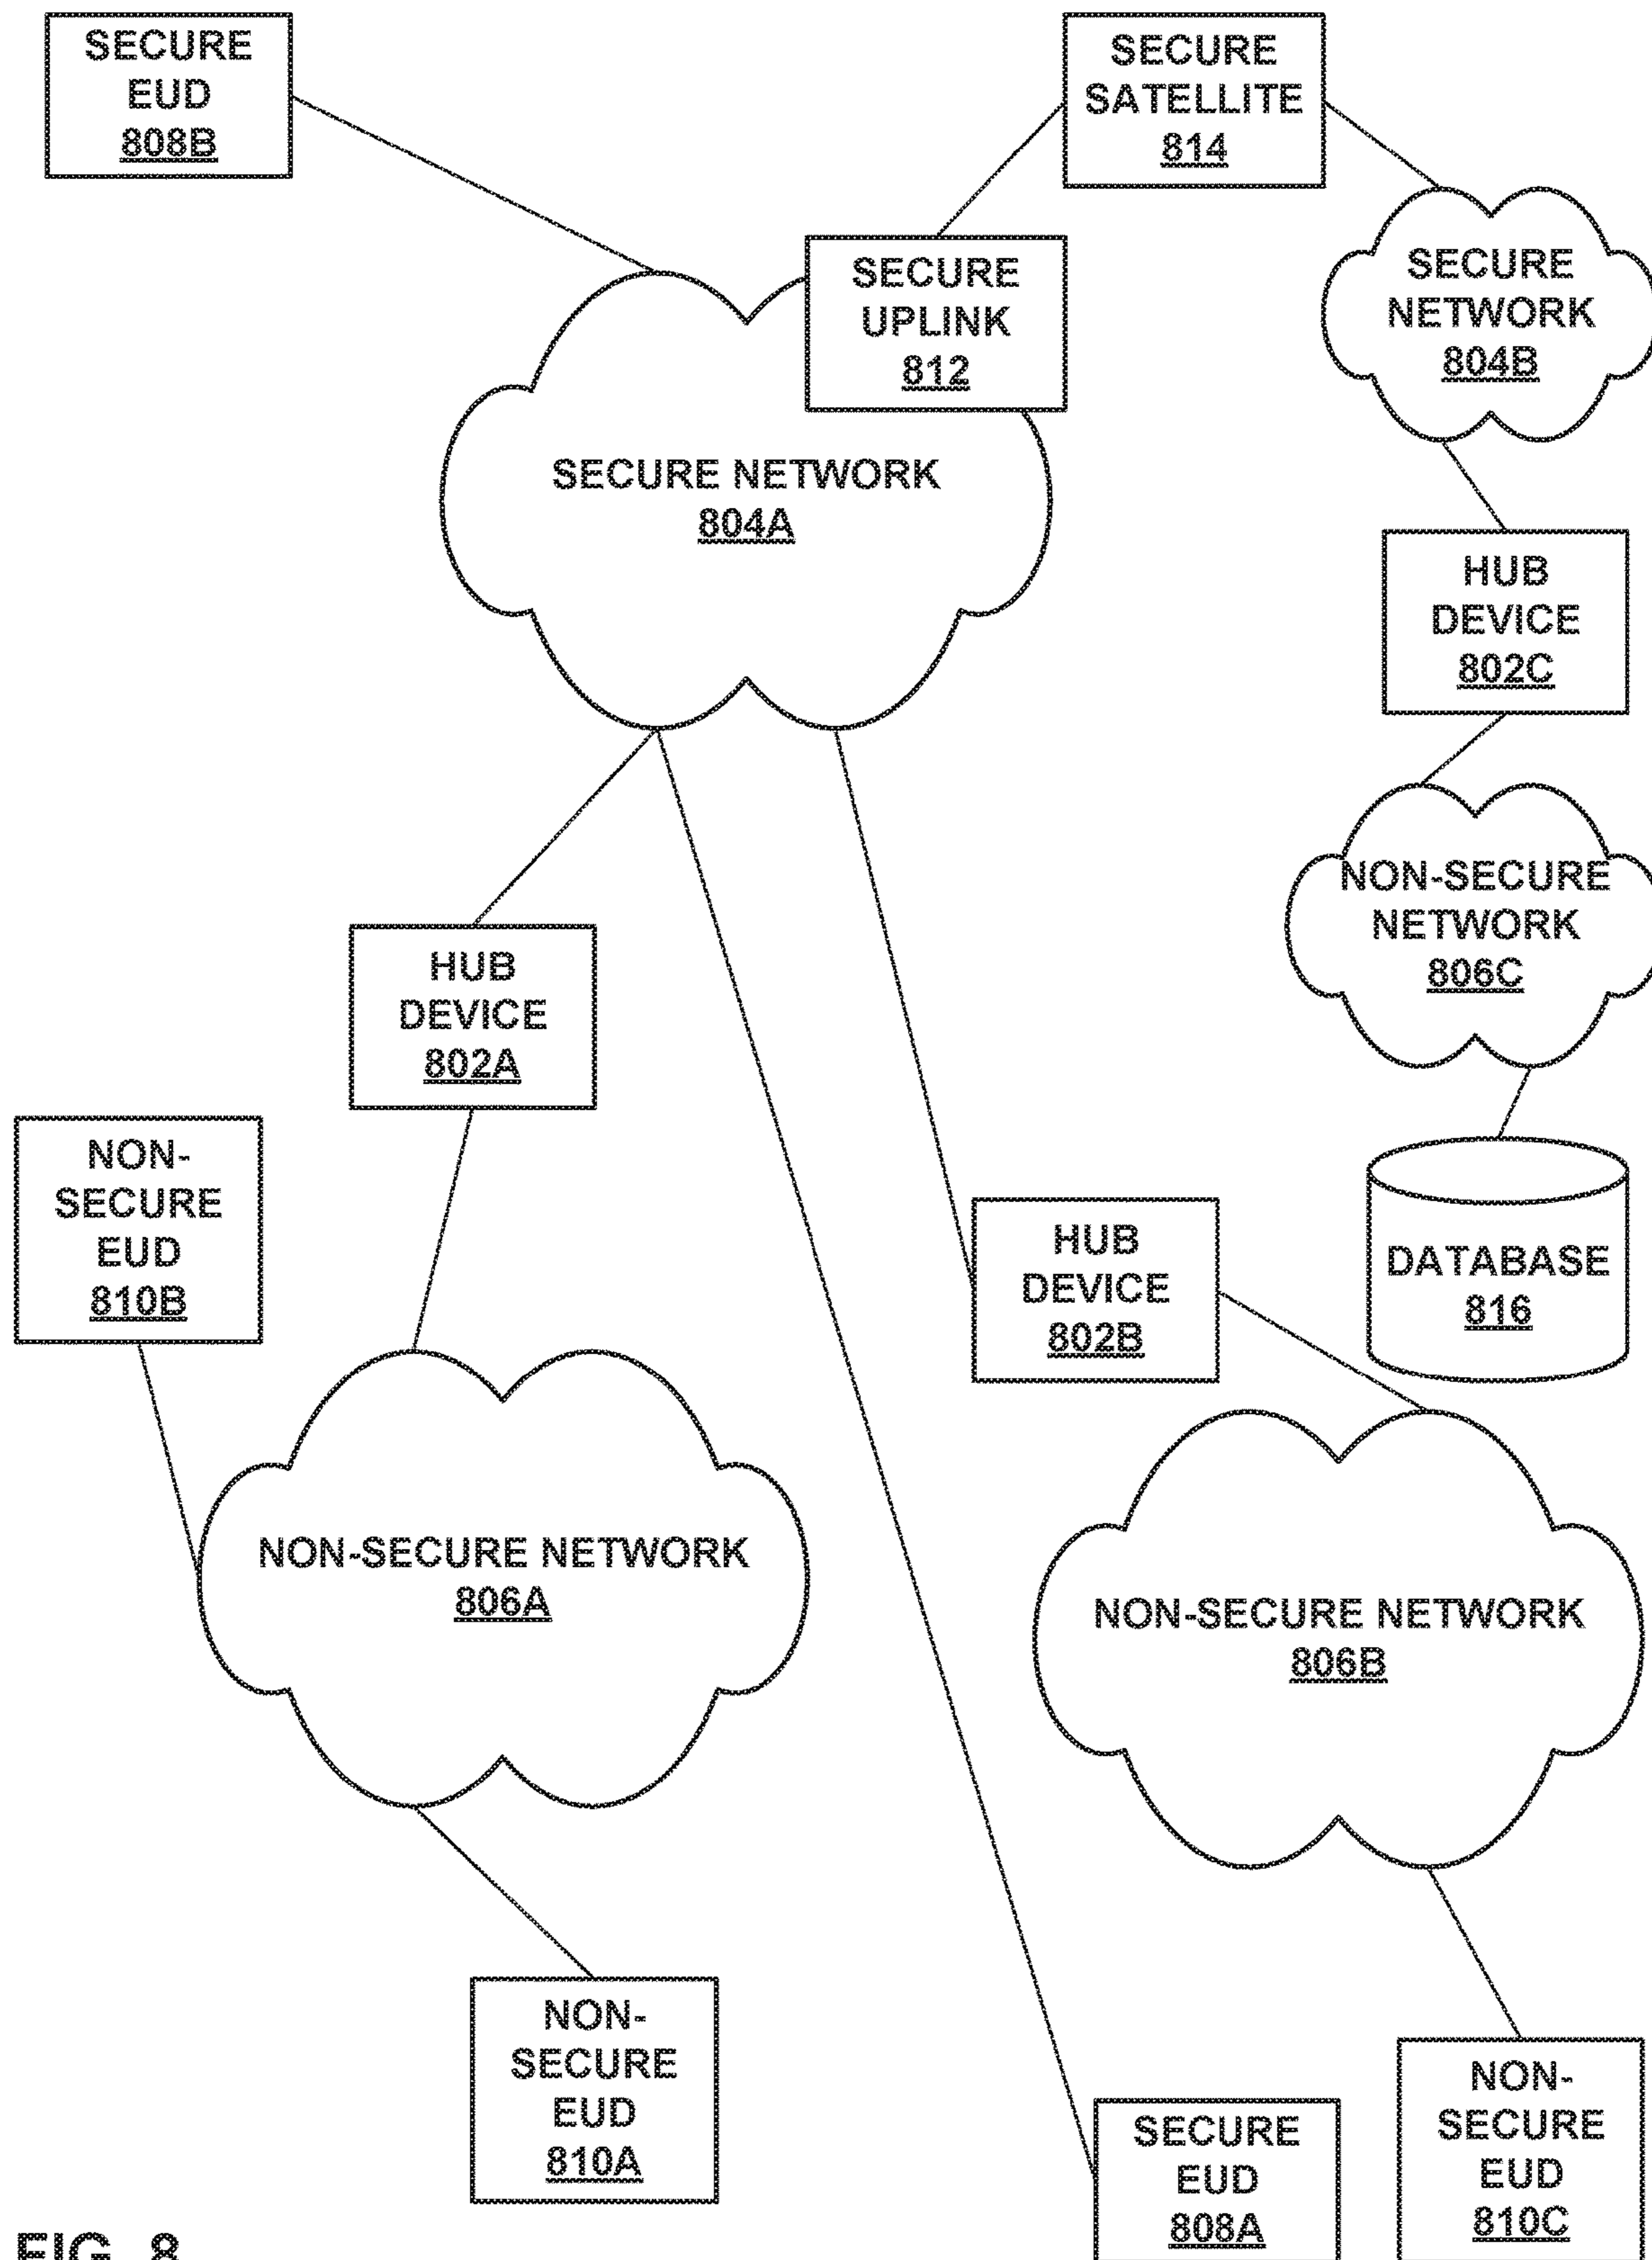 SECURE
EUD
808B
SECURE
SATELLITE
814
SECURE
UPLINK
812
SECURE
NETWORK
804B
SECURE NETWORK
804A
HUB
DEVICE
802C
NON-SECURE
NETWORK
806C
HUB
DEVICE
802A
NON-
SECURE
EUD
810B
HUB
DEVICE
802B
DATABASE
816
NON-SECURE NETWORK
806A
NON-SECURE NETWORK
806B
NON-
SECURE
EUD
810A
SECURE
EUD
808A
NON-
SECURE
EUD
810C
FIG. 8